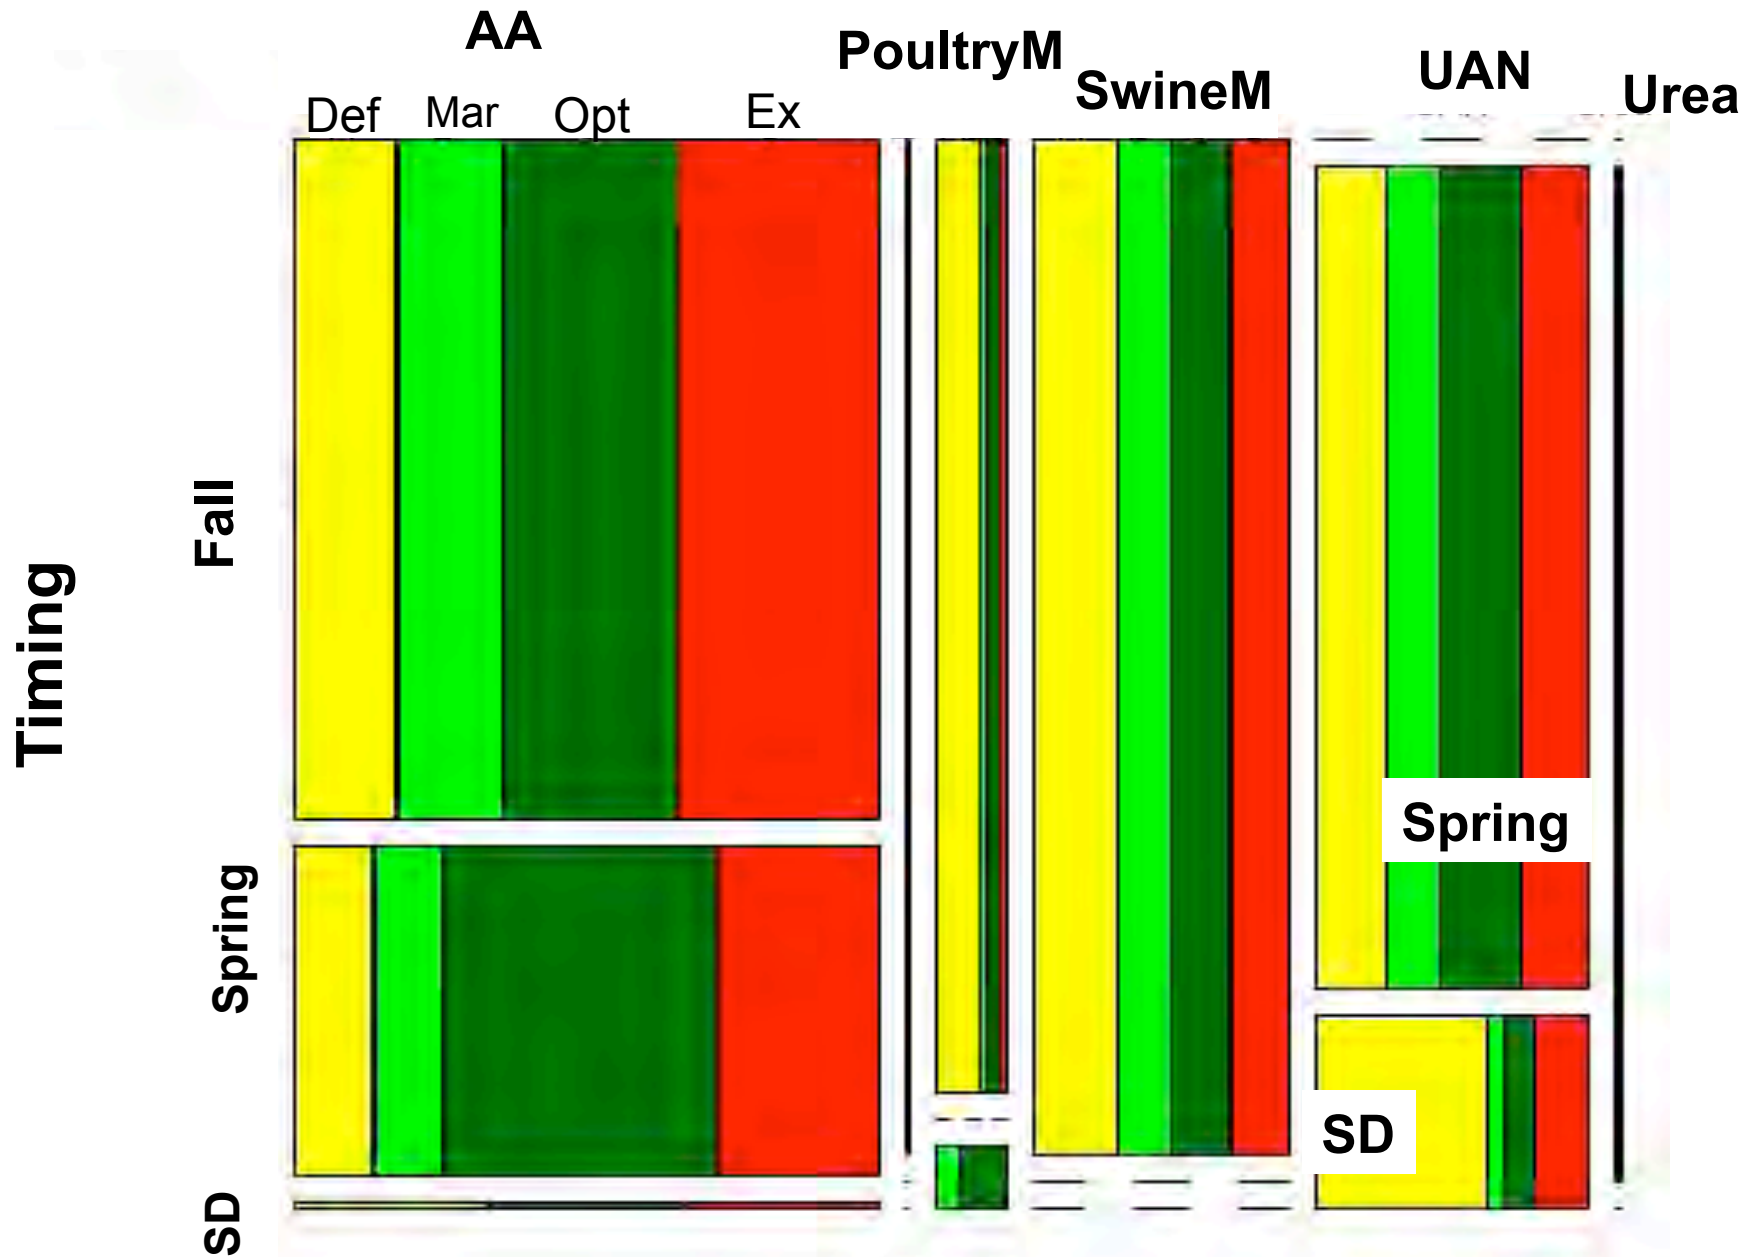 AA
PoultryM
SwineM
UAN
Urea
Def
Mar
Opt
Ex
Timing
Fall
Spring
SD
Spring
SD